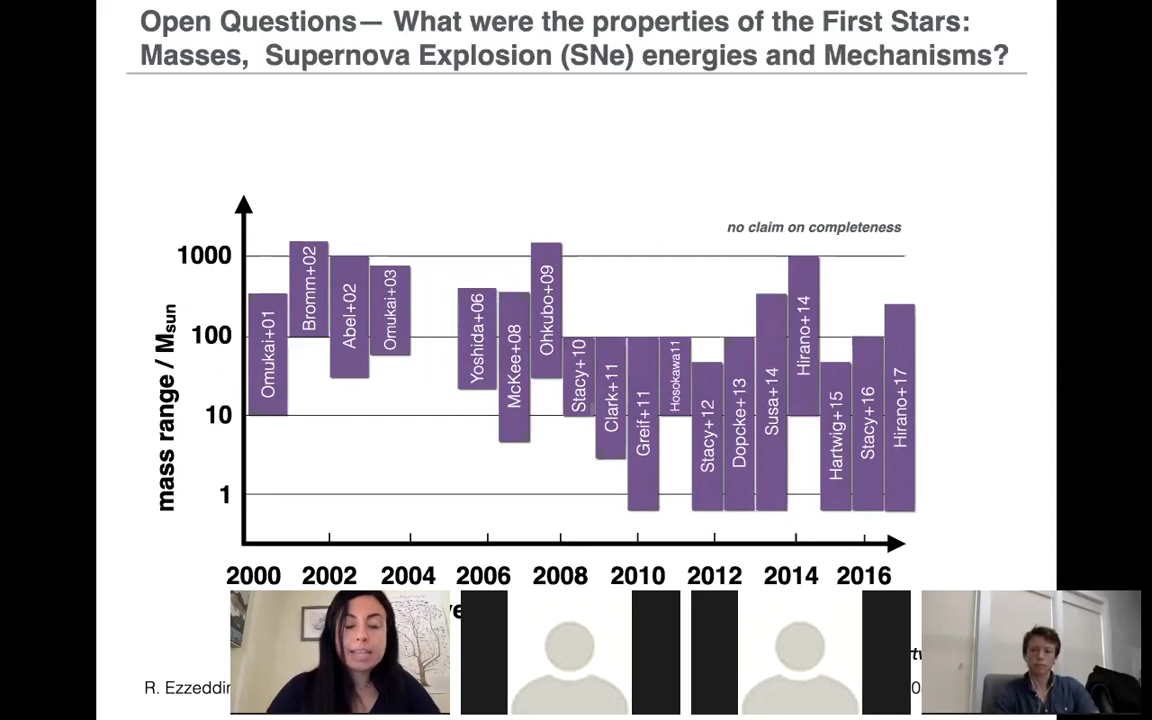 Open Questions— What were the properties of the First Stars:
Masses, Supernova Explosion (SNe) energies and Mechanisms?
no claim on completeness
mass range / Msun
1000
100
10
1
Omukai+01
Bromm+02
Abel+02
Omukai+03
Yoshida+06
McKee+08
Ohkubo+09
Stacy+10
Clark+11
Greif+11
Hosokawa11
Stacy+12
Dopcke+13
Susa+14
Hirano+14
Hartwig+15
Stacy+16
Hirano+17
2000 2002 2004 2006 2008 2010 2012 2014 2016
R. Ezzeddin